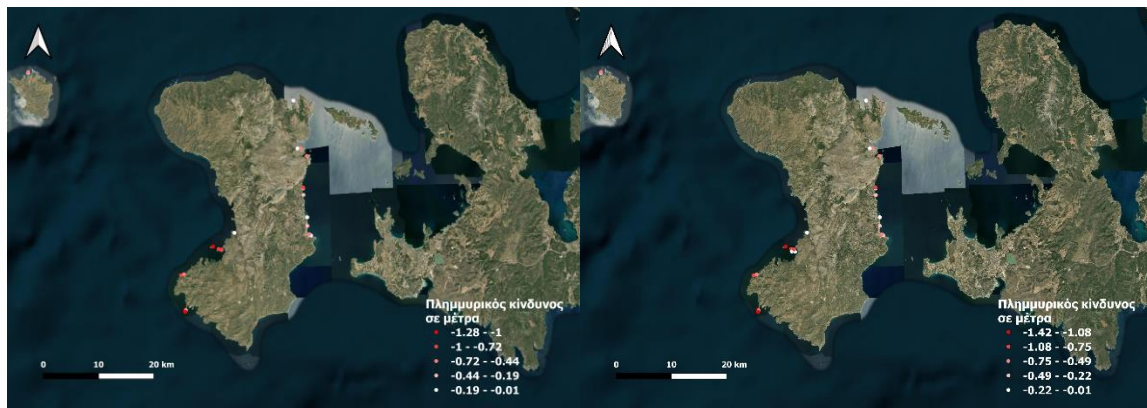 Πλημμυρικός κίνδυνος
σε μέτρα
-1.28 - -1
-1 - -0.72
-0.72 - -0.44
-0.44 - -0.19
-0.19 - -0.01
0 10 20 km
Πλημμυρικός κίνδυνος
σε μέτρα
-1.42 - -1.08
-1.08 - -0.75
-0.75 - -0.49
-0.49 - -0.22
-0.22 - -0.01
0 10 20 km